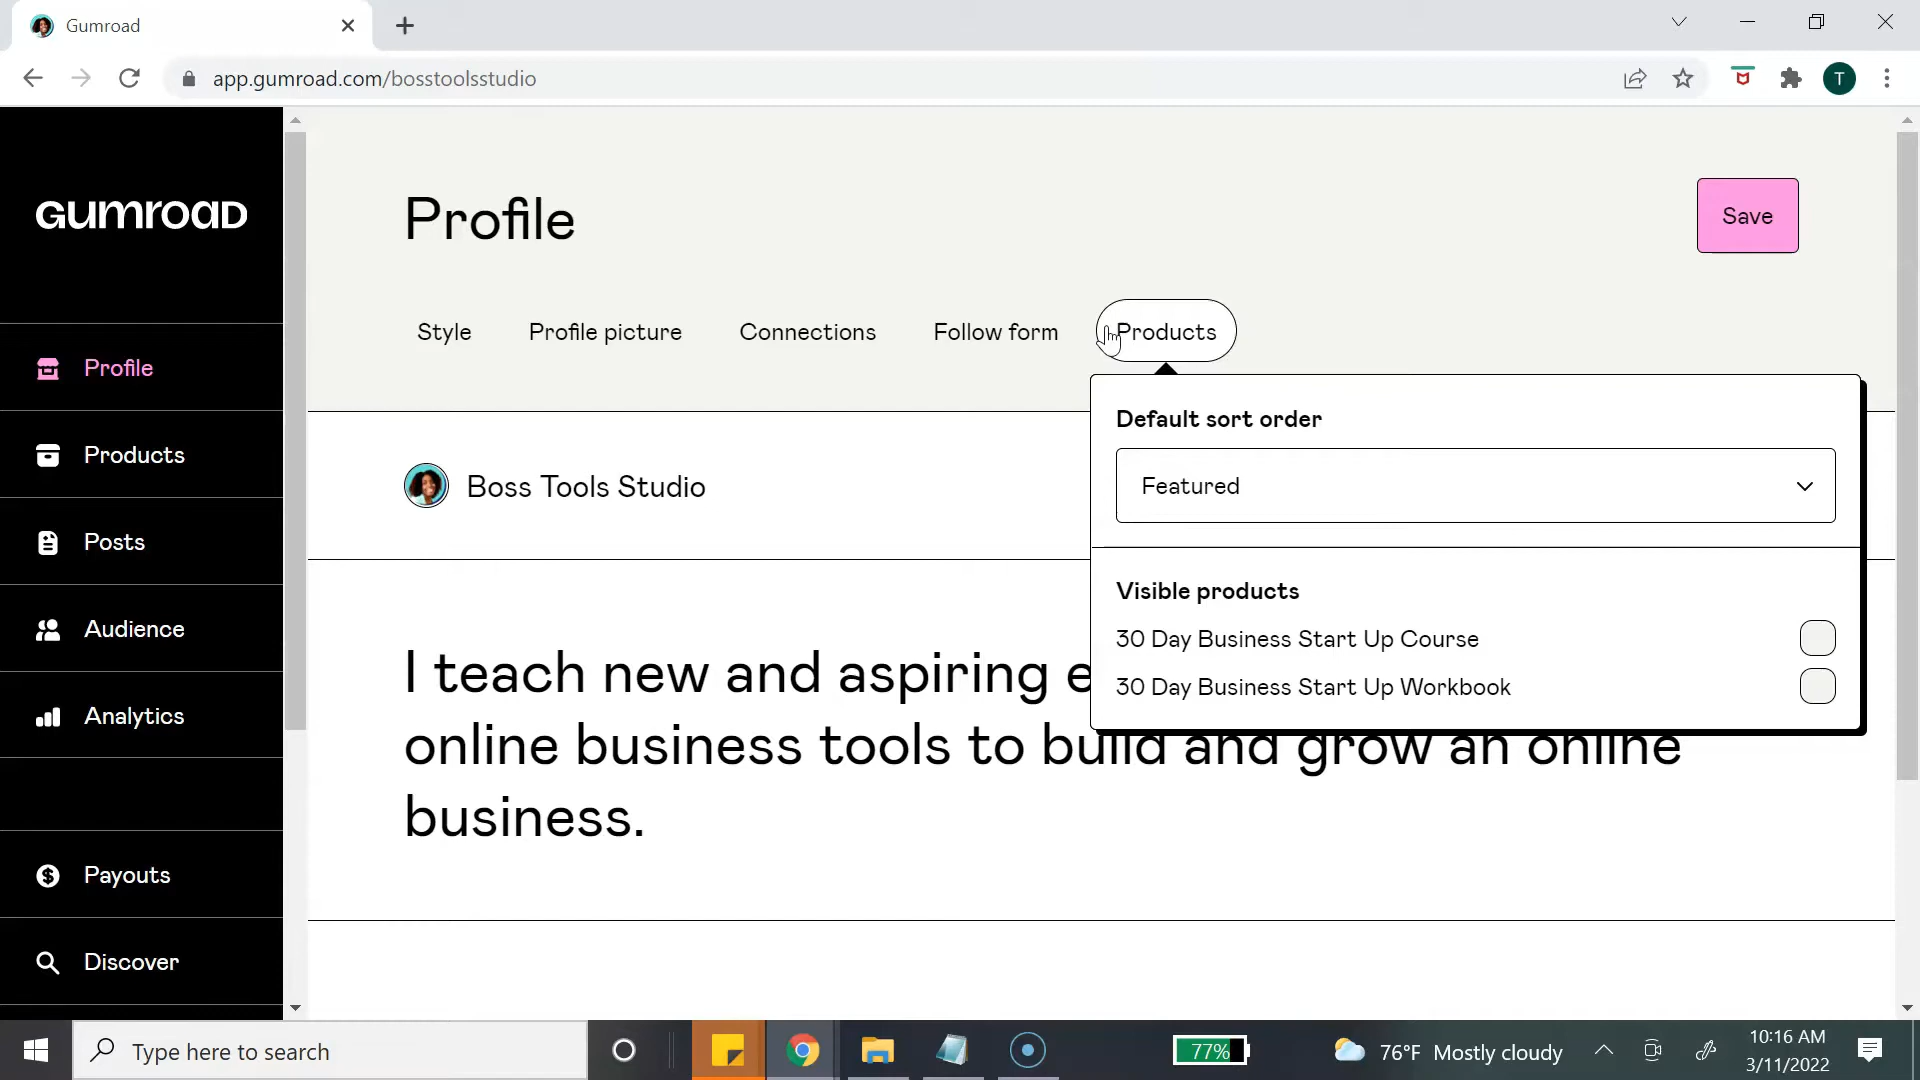 Gumroad
app.gumroad.com/bosstoolsstudio
T
GUMROAD
Profile
Products
Posts
Audience
Analytics
Payouts
Discover
Profile
Save
Style Profile picture Connections Follow form Products
Default sort order
Featured
Visible products
30 Day Business Start Up Course
30 Day Business Start Up Workbook
Boss Tools Studio
I teach new and aspiring e
online business tools to build and grow an online
business.
Type here to search
77%
76°F Mostly cloudy
10:16 AM
3/11/2022